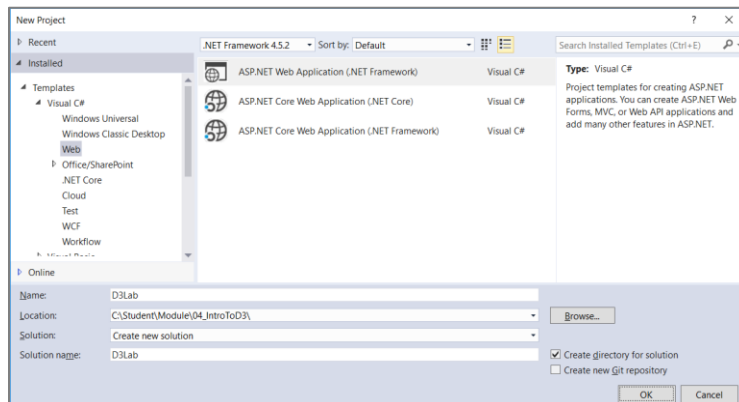 New Project
? ×
Recent
.NET Framework 4.5.2 Sort by: Default
Search Installed Templates (Ctrl+E)
Installed
Templates
Visual C#
Windows Universal
Windows Classic Desktop
Web
Office/SharePoint
.NET Core
Cloud
Test
WCF
Workflow
Visual Basic
Online
ASP.NET Web Application (.NET Framework) Visual C#
ASP.NET Core Web Application (.NET Core) Visual C#
ASP.NET Core Web Application (.NET Framework) Visual C#
Type: Visual C#
Project templates for creating ASP.NET
applications. You can create ASP.NET Web
Forms, MVC, or Web API applications and
add many other features in ASP.NET.
Name: D3Lab
Location: C:\Student\Module\04_IntroToD3\
Browse...
Solution: Create new solution
Solution name: D3Lab
Create directory for solution
Create new Git repository
OK Cancel